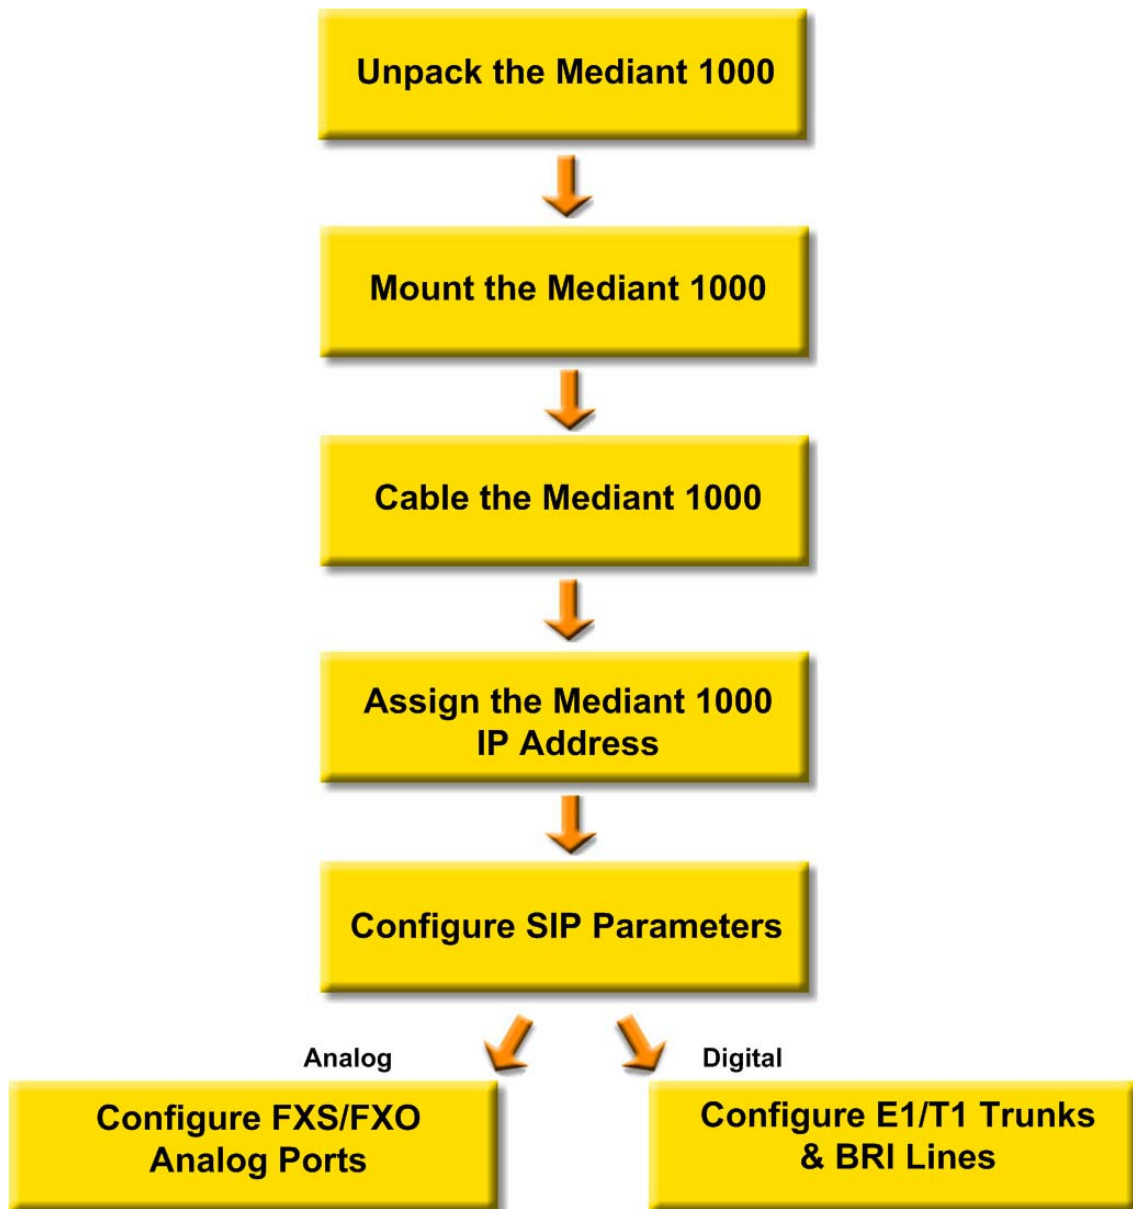 Unpack the Mediant 1000
Mount the Mediant 1000
Cable the Mediant 1000
Assign the Mediant 1000
IP Address
Configure SIP Parameters
Analog
Digital
Configure FXS/FXO
Analog Ports
Configure E1/T1 Trunks
& BRI Lines